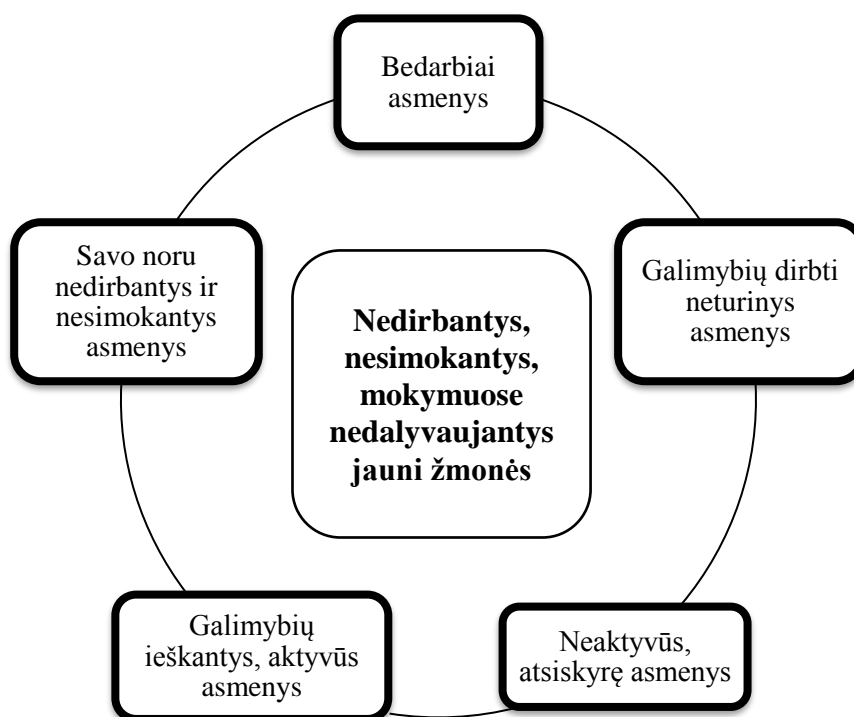 Bedarbiai
asmenys
Savo noru
nedirbantys ir
nesimokantys
asmenys
Galimybių dirbti
neturinys
asmenys
Nedirbantys,
nesimokantys,
mokymuose
nedalyvaujantys
jauni žmonės
Galimybių
ieškantys, aktyvūs
asmenys
Neaktyvūs,
atsiskyrę asmenys